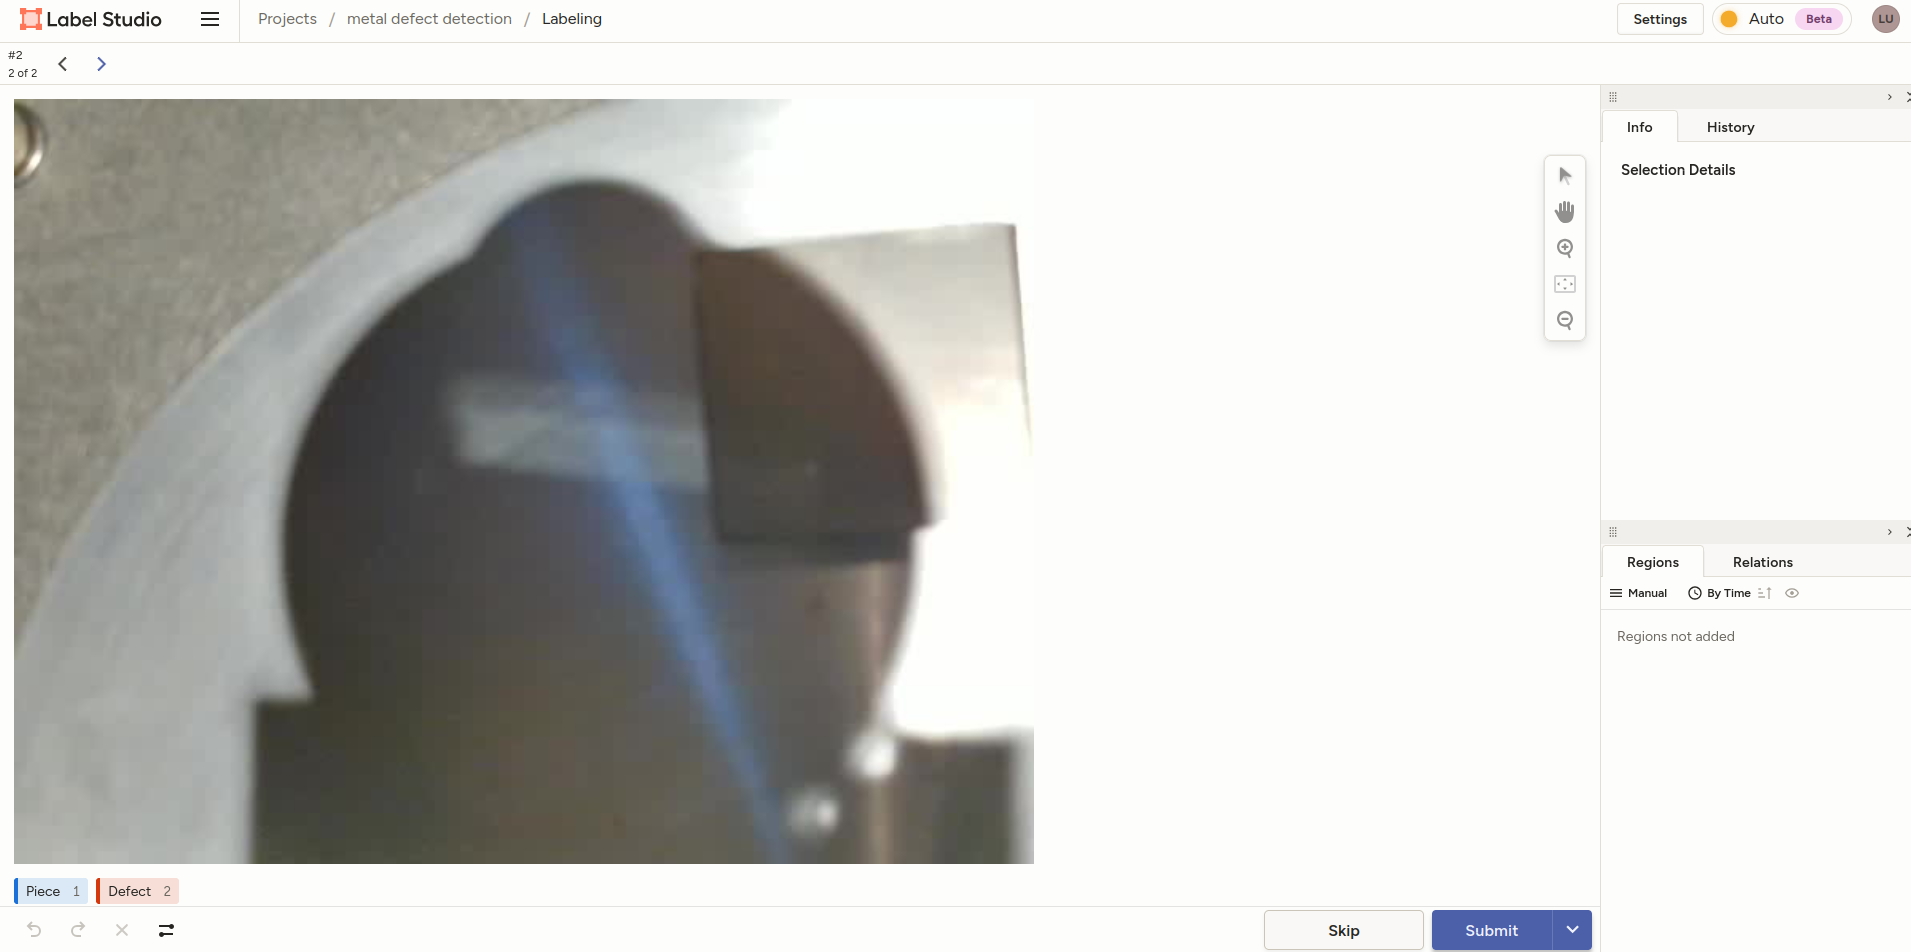 Label Studio
Projects / metal defect detection / Labeling
Settings
Auto Beta
LU
#2
2 of 2
Info
History
Selection Details
Regions
Relations
Manual
By Time
Regions not added
Piece 1
Defect 2
Skip
Submit